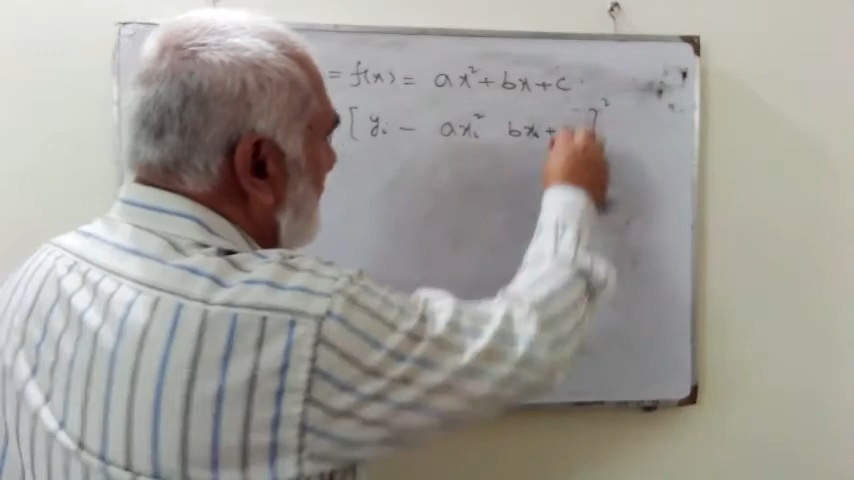 = f(x) = ax² + bx + c
[ yᵢ - axᵢ² bxᵢ + ]²